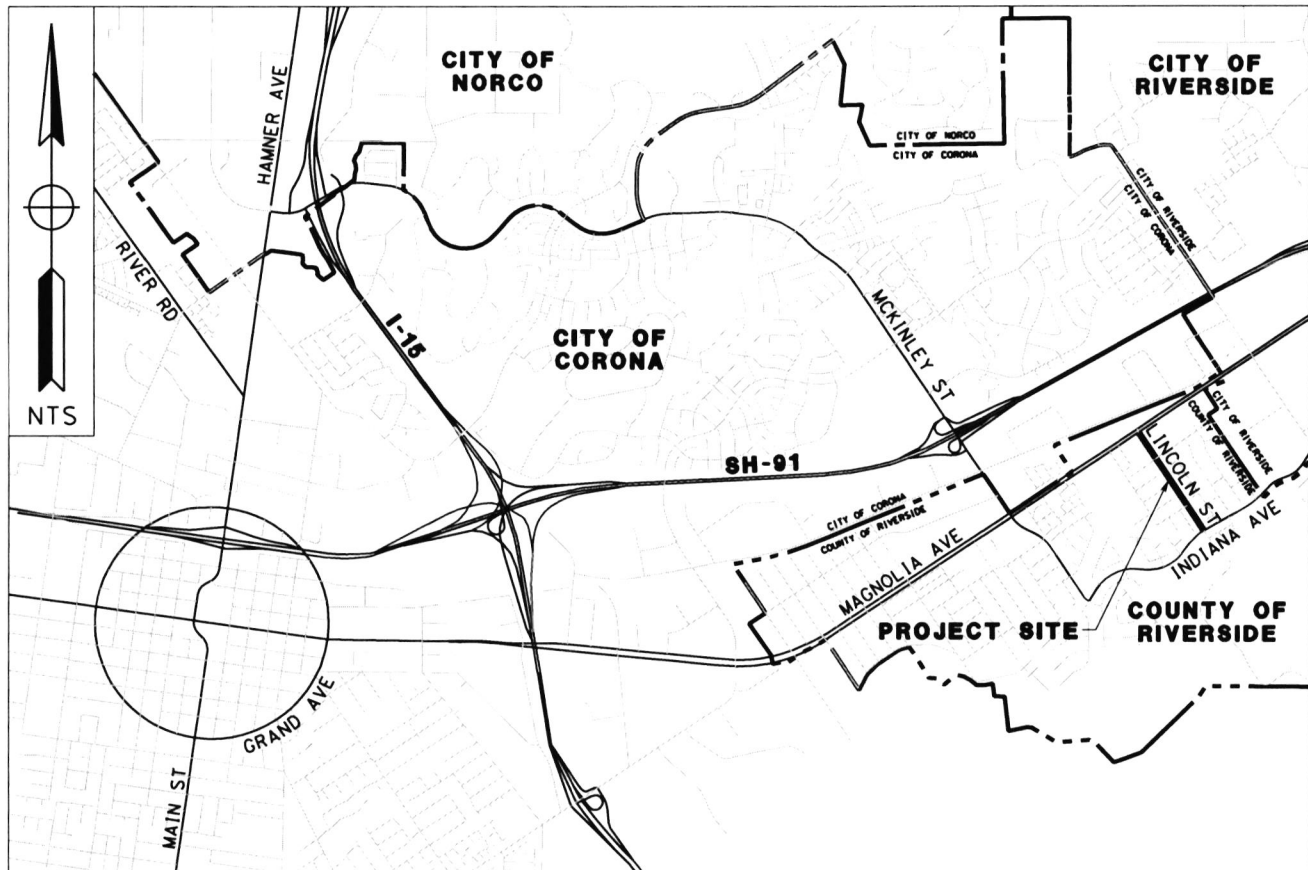 CITY OF
NORCO
CITY OF
RIVERSIDE
HAMNER AVE
CITY OF NORCO
CITY OF CORONA
CITY OF RIVERSIDE
CITY OF CORONA
RIVER RD
NTS
I-15
CITY OF
CORONA
MCKINLEY ST
SH-91
CITY OF RIVERSIDE
COUNTY OF RIVERSIDE
LINCOLN ST
CITY OF CORONA
COUNTY OF RIVERSIDE
INDIANA AVE
MAGNOLIA AVE
PROJECT SITE
COUNTY OF
RIVERSIDE
GRAND AVE
MAIN ST